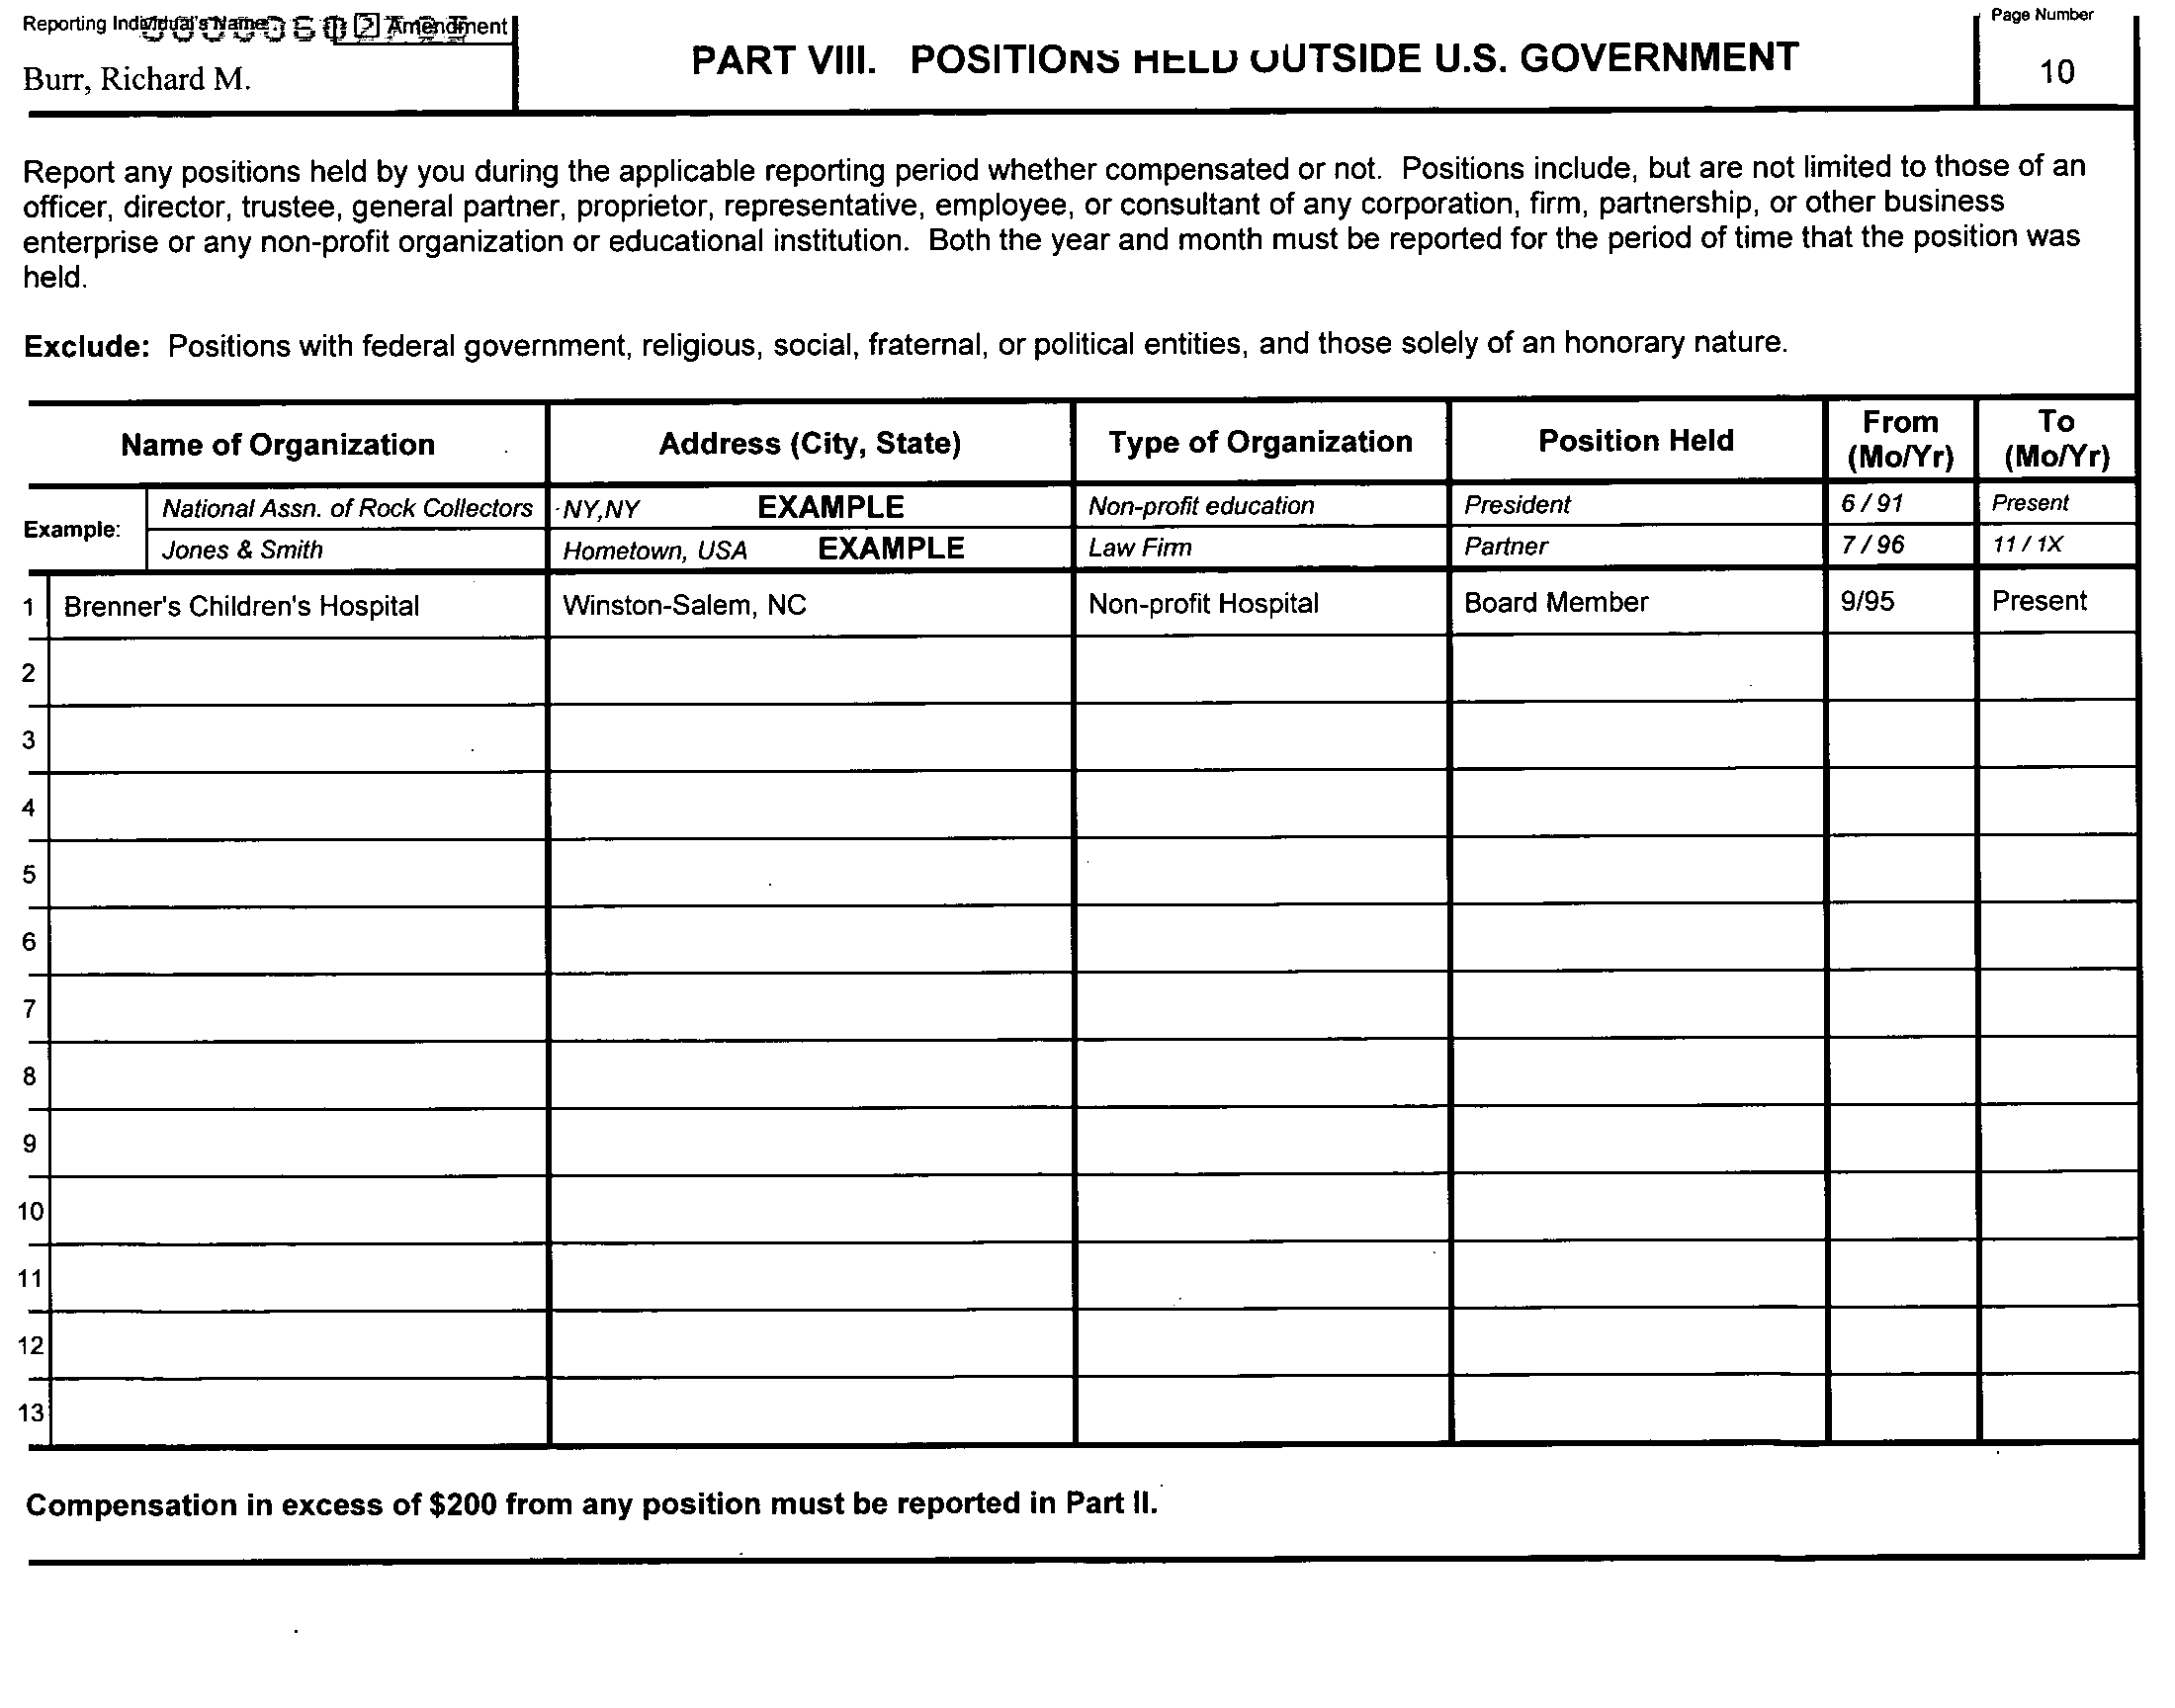 Reporting Individual's Name
Amendment
Burr, Richard M.
PART VIII. POSITIONS HELD OUTSIDE U.S. GOVERNMENT
Page Number
10
Report any positions held by you during the applicable reporting period whether compensated or not. Positions include, but are not limited to those of an
officer, director, trustee, general partner, proprietor, representative, employee, or consultant of any corporation, firm, partnership, or other business
enterprise or any non-profit organization or educational institution. Both the year and month must be reported for the period of time that the position was
held.
Exclude: Positions with federal government, religious, social, fraternal, or political entities, and those solely of an honorary nature.
Name of Organization Address (City, State) Type of Organization Position Held From (Mo/Yr) To (Mo/Yr)
Example: National Assn. of Rock Collectors NY,NY EXAMPLE Non-profit education President 6 / 91 Present
Jones & Smith Hometown, USA EXAMPLE Law Firm Partner 7 / 96 11 / 1X
1 Brenner's Children's Hospital Winston-Salem, NC Non-profit Hospital Board Member 9/95 Present
2
3
4
5
6
7
8
9
10
11
12
13
Compensation in excess of $200 from any position must be reported in Part II.